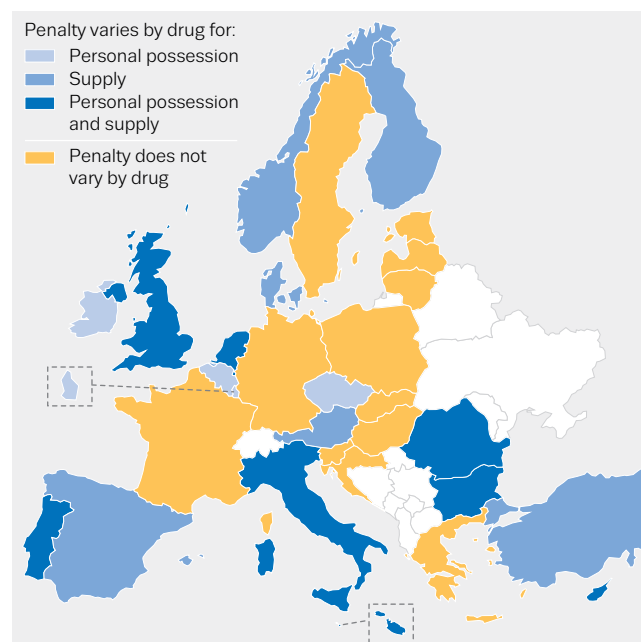 Penalty varies by drug for:
Personal possession
Supply
Personal possession
and supply
Penalty does not
vary by drug